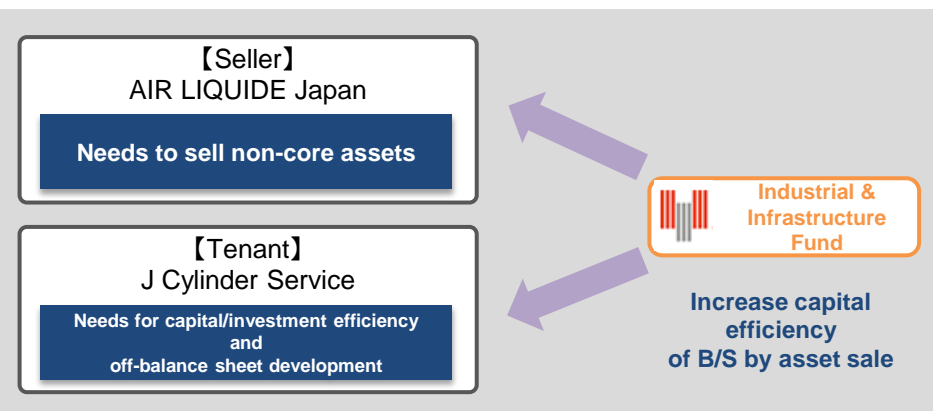 【Seller】
AIR LIQUIDE Japan
Needs to sell non-core assets
【Tenant】
J Cylinder Service
Needs for capital/investment efficiency
and
off-balance sheet development
Industrial &
Infrastructure
Fund
Increase capital
efficiency
of B/S by asset sale